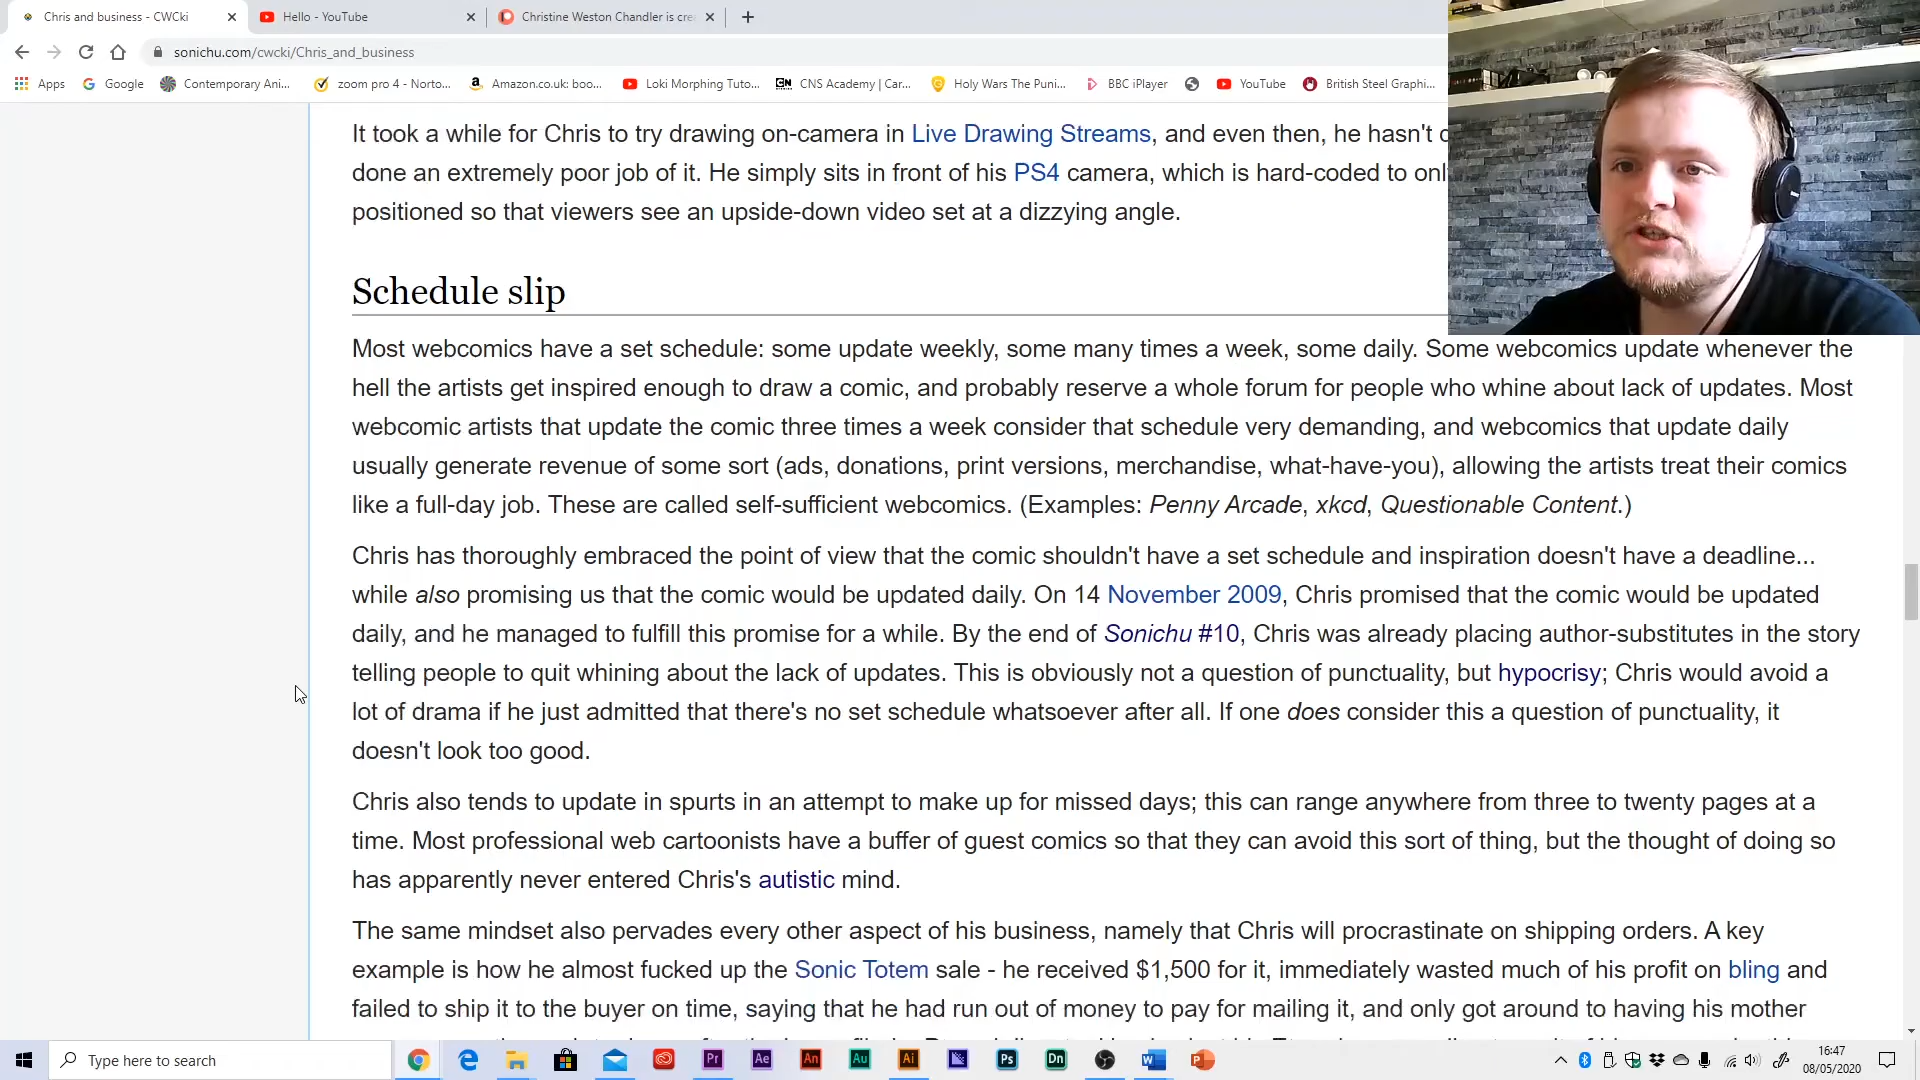 Chris and business - CWCki
Hello - YouTube
Christine Weston Chandler is cre
sonichu.com/cwcki/Chris_and_business
Apps
Google
Contemporary Ani...
zoom pro 4 - Norto...
Amazon.co.uk: boo...
Loki Morphing Tuto...
CNS Academy | Car...
Holy Wars The Puni...
BBC iPlayer
YouTube
British Steel Graphi...
It took a while for Chris to try drawing on-camera in Live Drawing Streams, and even then, he hasn't
done an extremely poor job of it. He simply sits in front of his PS4 camera, which is hard-coded to onl
positioned so that viewers see an upside-down video set at a dizzying angle.
Schedule slip
Most webcomics have a set schedule: some update weekly, some many times a week, some daily. Some webcomics update whenever the
hell the artists get inspired enough to draw a comic, and probably reserve a whole forum for people who whine about lack of updates. Most
webcomic artists that update the comic three times a week consider that schedule very demanding, and webcomics that update daily
usually generate revenue of some sort (ads, donations, print versions, merchandise, what-have-you), allowing the artists treat their comics
like a full-day job. These are called self-sufficient webcomics. (Examples: Penny Arcade, xkcd, Questionable Content.)
Chris has thoroughly embraced the point of view that the comic shouldn't have a set schedule and inspiration doesn't have a deadline...
while also promising us that the comic would be updated daily. On 14 November 2009, Chris promised that the comic would be updated
daily, and he managed to fulfill this promise for a while. By the end of Sonichu #10, Chris was already placing author-substitutes in the story
telling people to quit whining about the lack of updates. This is obviously not a question of punctuality, but hypocrisy; Chris would avoid a
lot of drama if he just admitted that there's no set schedule whatsoever after all. If one does consider this a question of punctuality, it
doesn't look too good.
Chris also tends to update in spurts in an attempt to make up for missed days; this can range anywhere from three to twenty pages at a
time. Most professional web cartoonists have a buffer of guest comics so that they can avoid this sort of thing, but the thought of doing so
has apparently never entered Chris's autistic mind.
The same mindset also pervades every other aspect of his business, namely that Chris will procrastinate on shipping orders. A key
example is how he almost fucked up the Sonic Totem sale - he received $1,500 for it, immediately wasted much of his profit on bling and
failed to ship it to the buyer on time, saying that he had run out of money to pay for mailing it, and only got around to having his mother
Type here to search
16:47
08/05/2020